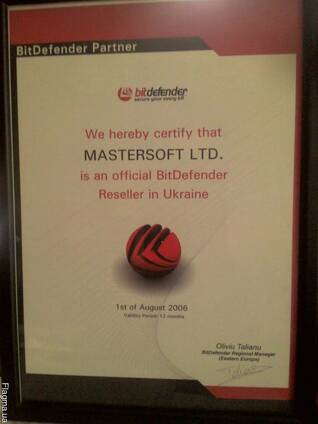 BitDefender Partner
bitdefender
secure your every bit
We hereby certify that
MASTERSOFT LTD.
is an official BitDefender
Reseller in Ukraine
1st of August 2006
Validity Period: 12 months
Oliviu Talianu
BitDefender Regional Manager
(Eastern Europe)
Flagma.ua